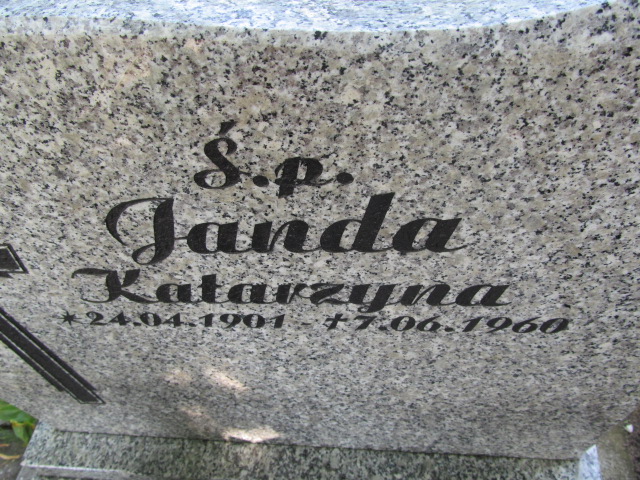 Ś.p.
Janda
Katarzyna
*24.04.1901 - †7.06.1960